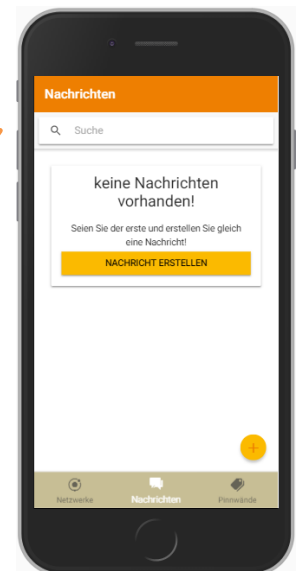 Nachrichten
Suche
keine Nachrichten
vorhanden!
Seien Sie der erste und erstellen Sie gleich
eine Nachricht!
NACHRICHT ERSTELLEN
Netzwerke Nachrichten Pinnwände